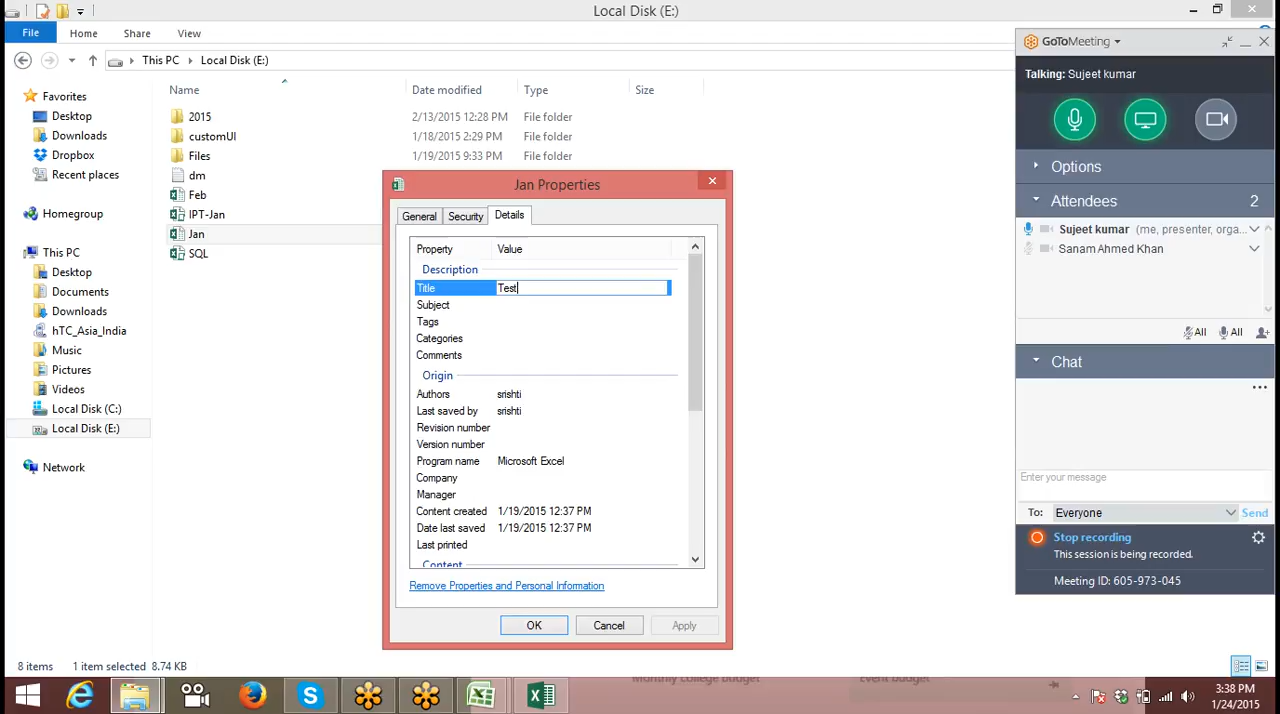 Local Disk (E:)
File
Home
Share
View
This PC
Local Disk (E:)
Favorites
Desktop
Downloads
Dropbox
Recent places
Homegroup
This PC
Desktop
Documents
Downloads
hTC_Asia_India
Music
Pictures
Videos
Local Disk (C:)
Local Disk (E:)
Network
Name
Date modified
Type
Size
2015
2/13/2015 12:28 PM
File folder
customUI
1/18/2015 2:29 PM
File folder
Files
1/19/2015 9:33 PM
File folder
dm
Feb
IPT-Jan
Jan
SQL
Jan Properties
General
Security
Details
Property
Value
Description
Title
Test
Subject
Tags
Categories
Comments
Origin
Authors
srishti
Last saved by
srishti
Revision number
Version number
Program name
Microsoft Excel
Company
Manager
Content created
1/19/2015 12:37 PM
Date last saved
1/19/2015 12:37 PM
Last printed
Content
Remove Properties and Personal Information
OK
Cancel
Apply
GoToMeeting
Talking: Sujeet kumar
Options
Attendees
2
Sujeet kumar (me, presenter, orga...
Sanam Ahmed Khan
All
All
Chat
Enter your message
To:
Everyone
Send
Stop recording
This session is being recorded.
Meeting ID: 605-973-045
8 items
1 item selected 8.74 KB
Monthly college budget
Event budget
3:38 PM
1/24/2015